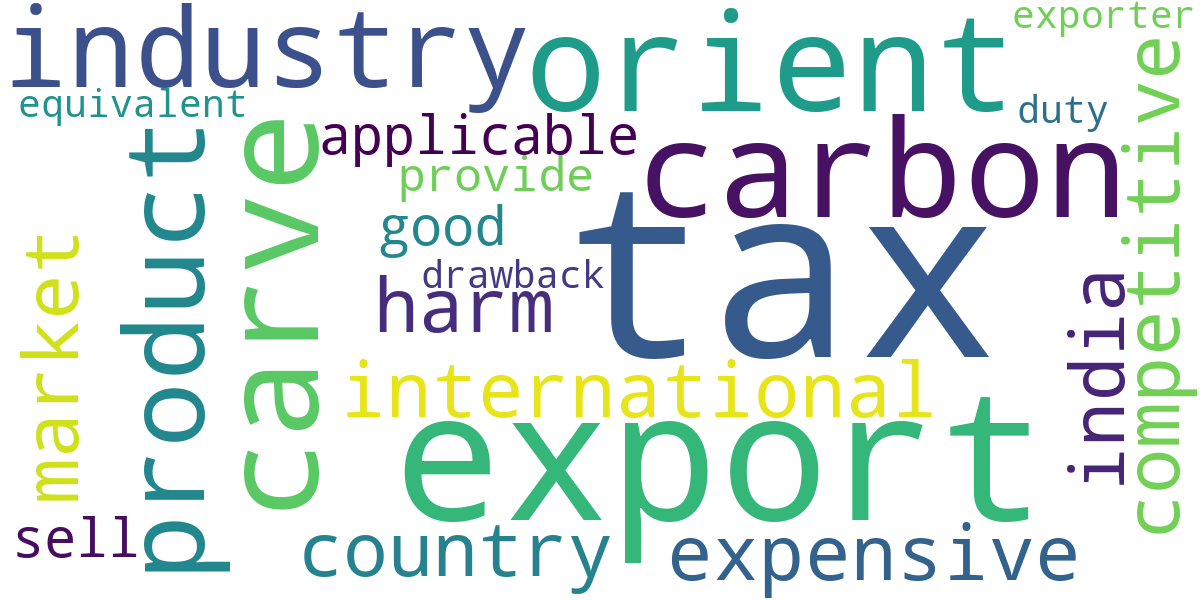 industry
orient
exporter
equivalent
applicable
duty
carbon
provide
competitive
product
carve
good
tax
market
drawback
harm
india
international
export
sell
country
expensive